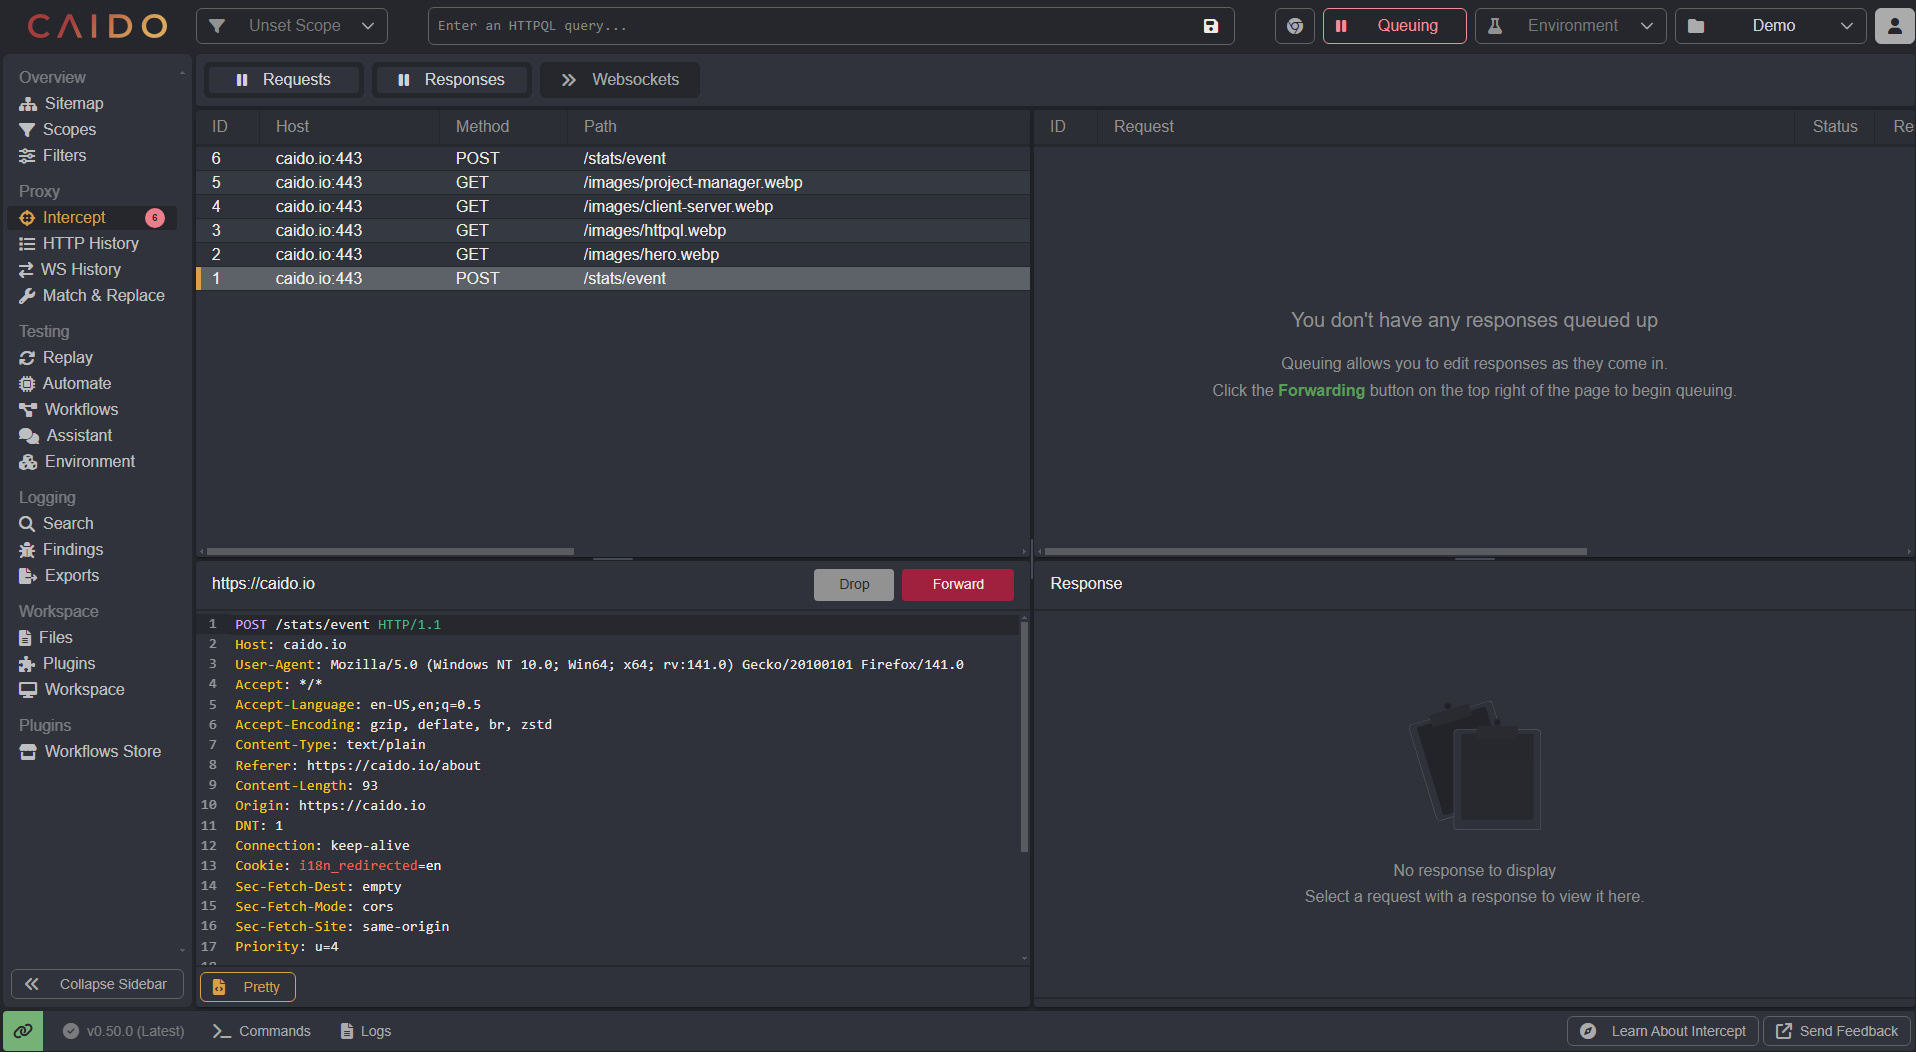 CAIDO
Unset Scope
Enter an HTTPQL query...
Queuing
Environment
Demo
Overview
Sitemap
Scopes
Filters
Proxy
Intercept 6
HTTP History
WS History
Match & Replace
Testing
Replay
Automate
Workflows
Assistant
Environment
Logging
Search
Findings
Exports
Workspace
Files
Plugins
Workspace
Plugins
Workflows Store
Collapse Sidebar
Requests
Responses
Websockets
ID Host Method Path
6 caido.io:443 POST /stats/event
5 caido.io:443 GET /images/project-manager.webp
4 caido.io:443 GET /images/client-server.webp
3 caido.io:443 GET /images/httpql.webp
2 caido.io:443 GET /images/hero.webp
1 caido.io:443 POST /stats/event
ID Request Status Re
You don't have any responses queued up
Queuing allows you to edit responses as they come in.
Click the Forwarding button on the top right of the page to begin queuing.
https://caido.io
Drop
Forward
1 POST /stats/event HTTP/1.1
2 Host: caido.io
3 User-Agent: Mozilla/5.0 (Windows NT 10.0; Win64; x64; rv:141.0) Gecko/20100101 Firefox/141.0
4 Accept: */*
5 Accept-Language: en-US,en;q=0.5
6 Accept-Encoding: gzip, deflate, br, zstd
7 Content-Type: text/plain
8 Referer: https://caido.io/about
9 Content-Length: 93
10 Origin: https://caido.io
11 DNT: 1
12 Connection: keep-alive
13 Cookie: i18n_redirected=en
14 Sec-Fetch-Dest: empty
15 Sec-Fetch-Mode: cors
16 Sec-Fetch-Site: same-origin
17 Priority: u=4
Pretty
Response
No response to display
Select a request with a response to view it here.
v0.50.0 (Latest)
Commands
Logs
Learn About Intercept
Send Feedback